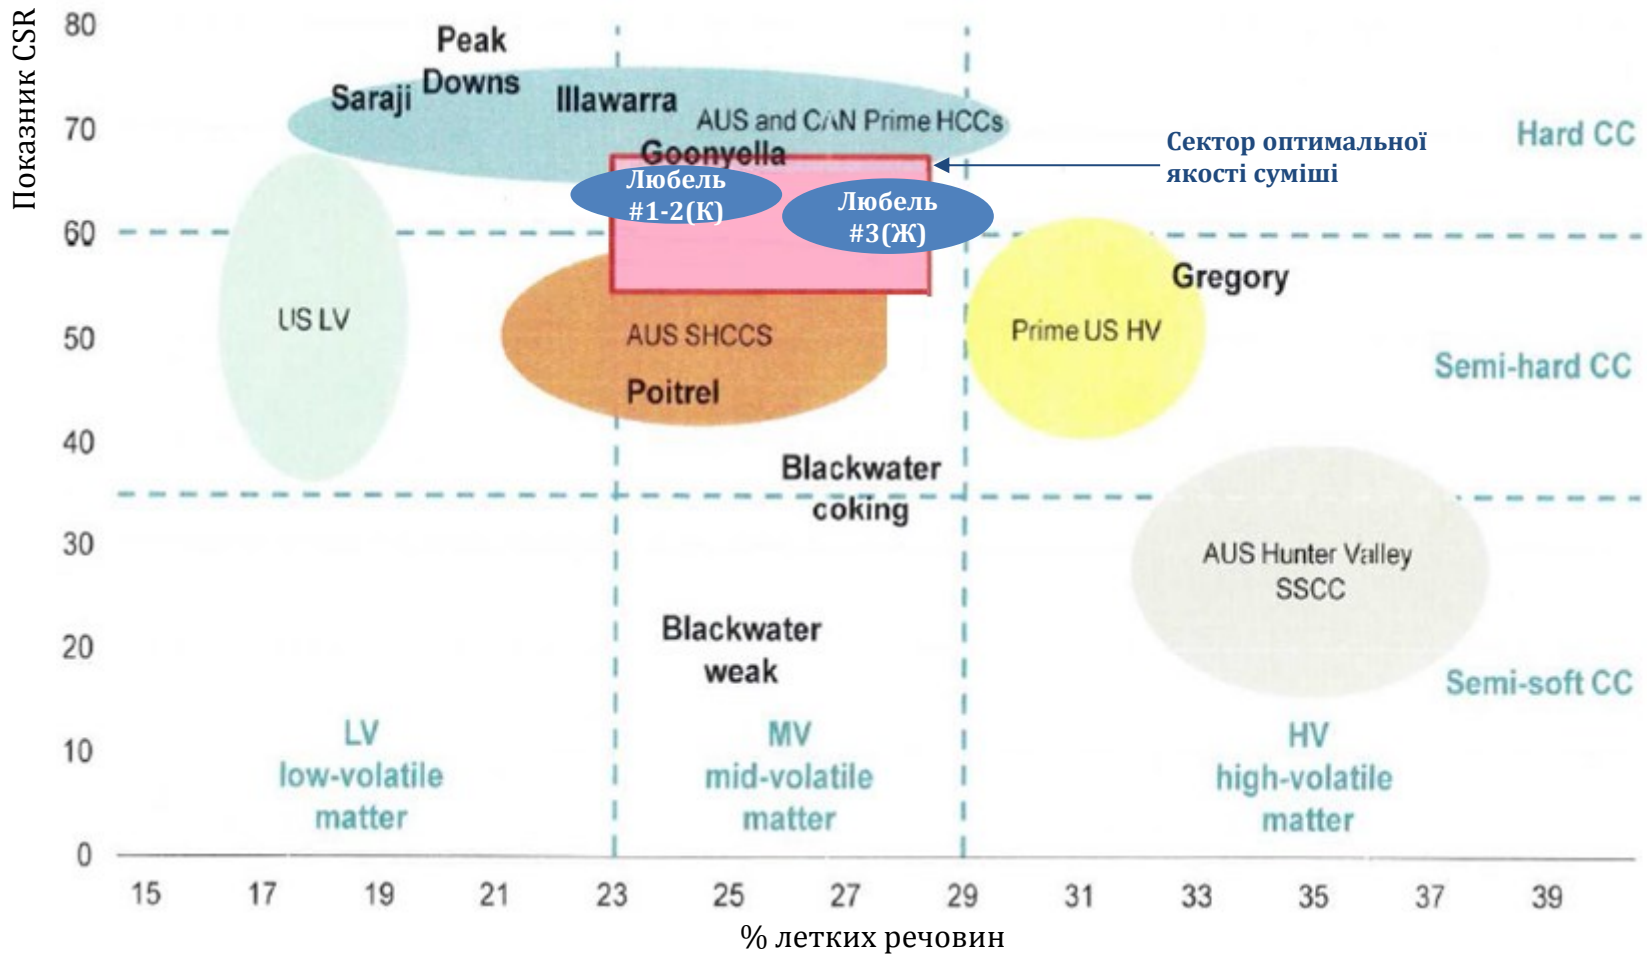 Показник CSR
80
70
60
50
40
30
20
10
0
Peak
Downs
Saraji
Illawarra
AUS and CAN Prime HCCs
Goonyella
Любель
#1-2(К)
Любель
#3(Ж)
Сектор оптимальної
якості суміші
Hard CC
US LV
AUS SHCCS
Poitrel
Prime US HV
Gregory
Semi-hard CC
Blackwater
coking
AUS Hunter Valley
SSCC
Blackwater
weak
Semi-soft CC
LV
low-volatile
matter
MV
mid-volatile
matter
HV
high-volatile
matter
15 17 19 21 23 25 27 29 31 33 35 37 39
% летких речовин